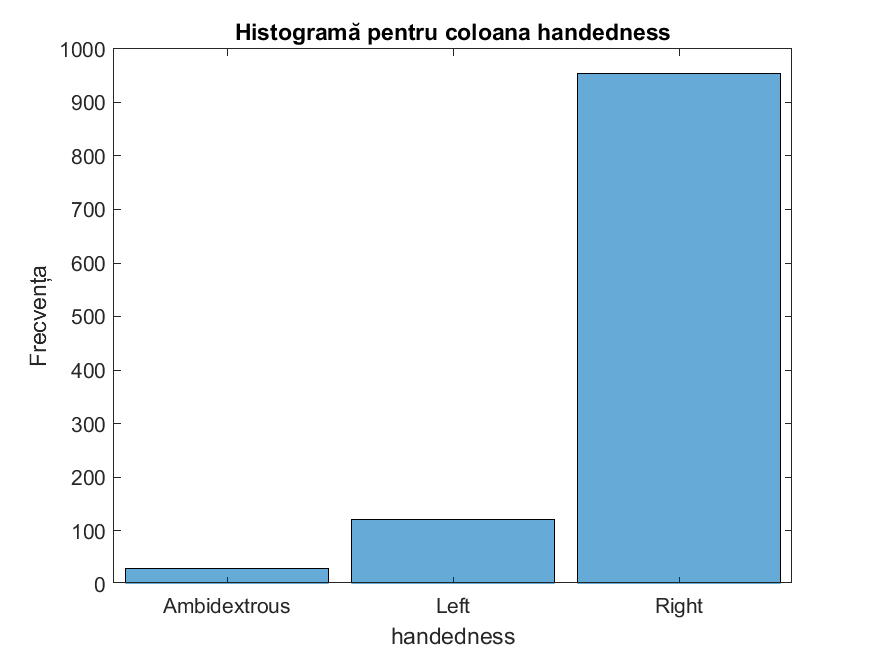 Histogramă pentru coloana handedness
1000
900
800
700
600
500
400
300
200
100
0
Frecvența
Ambidextrous
Left
Right
handedness